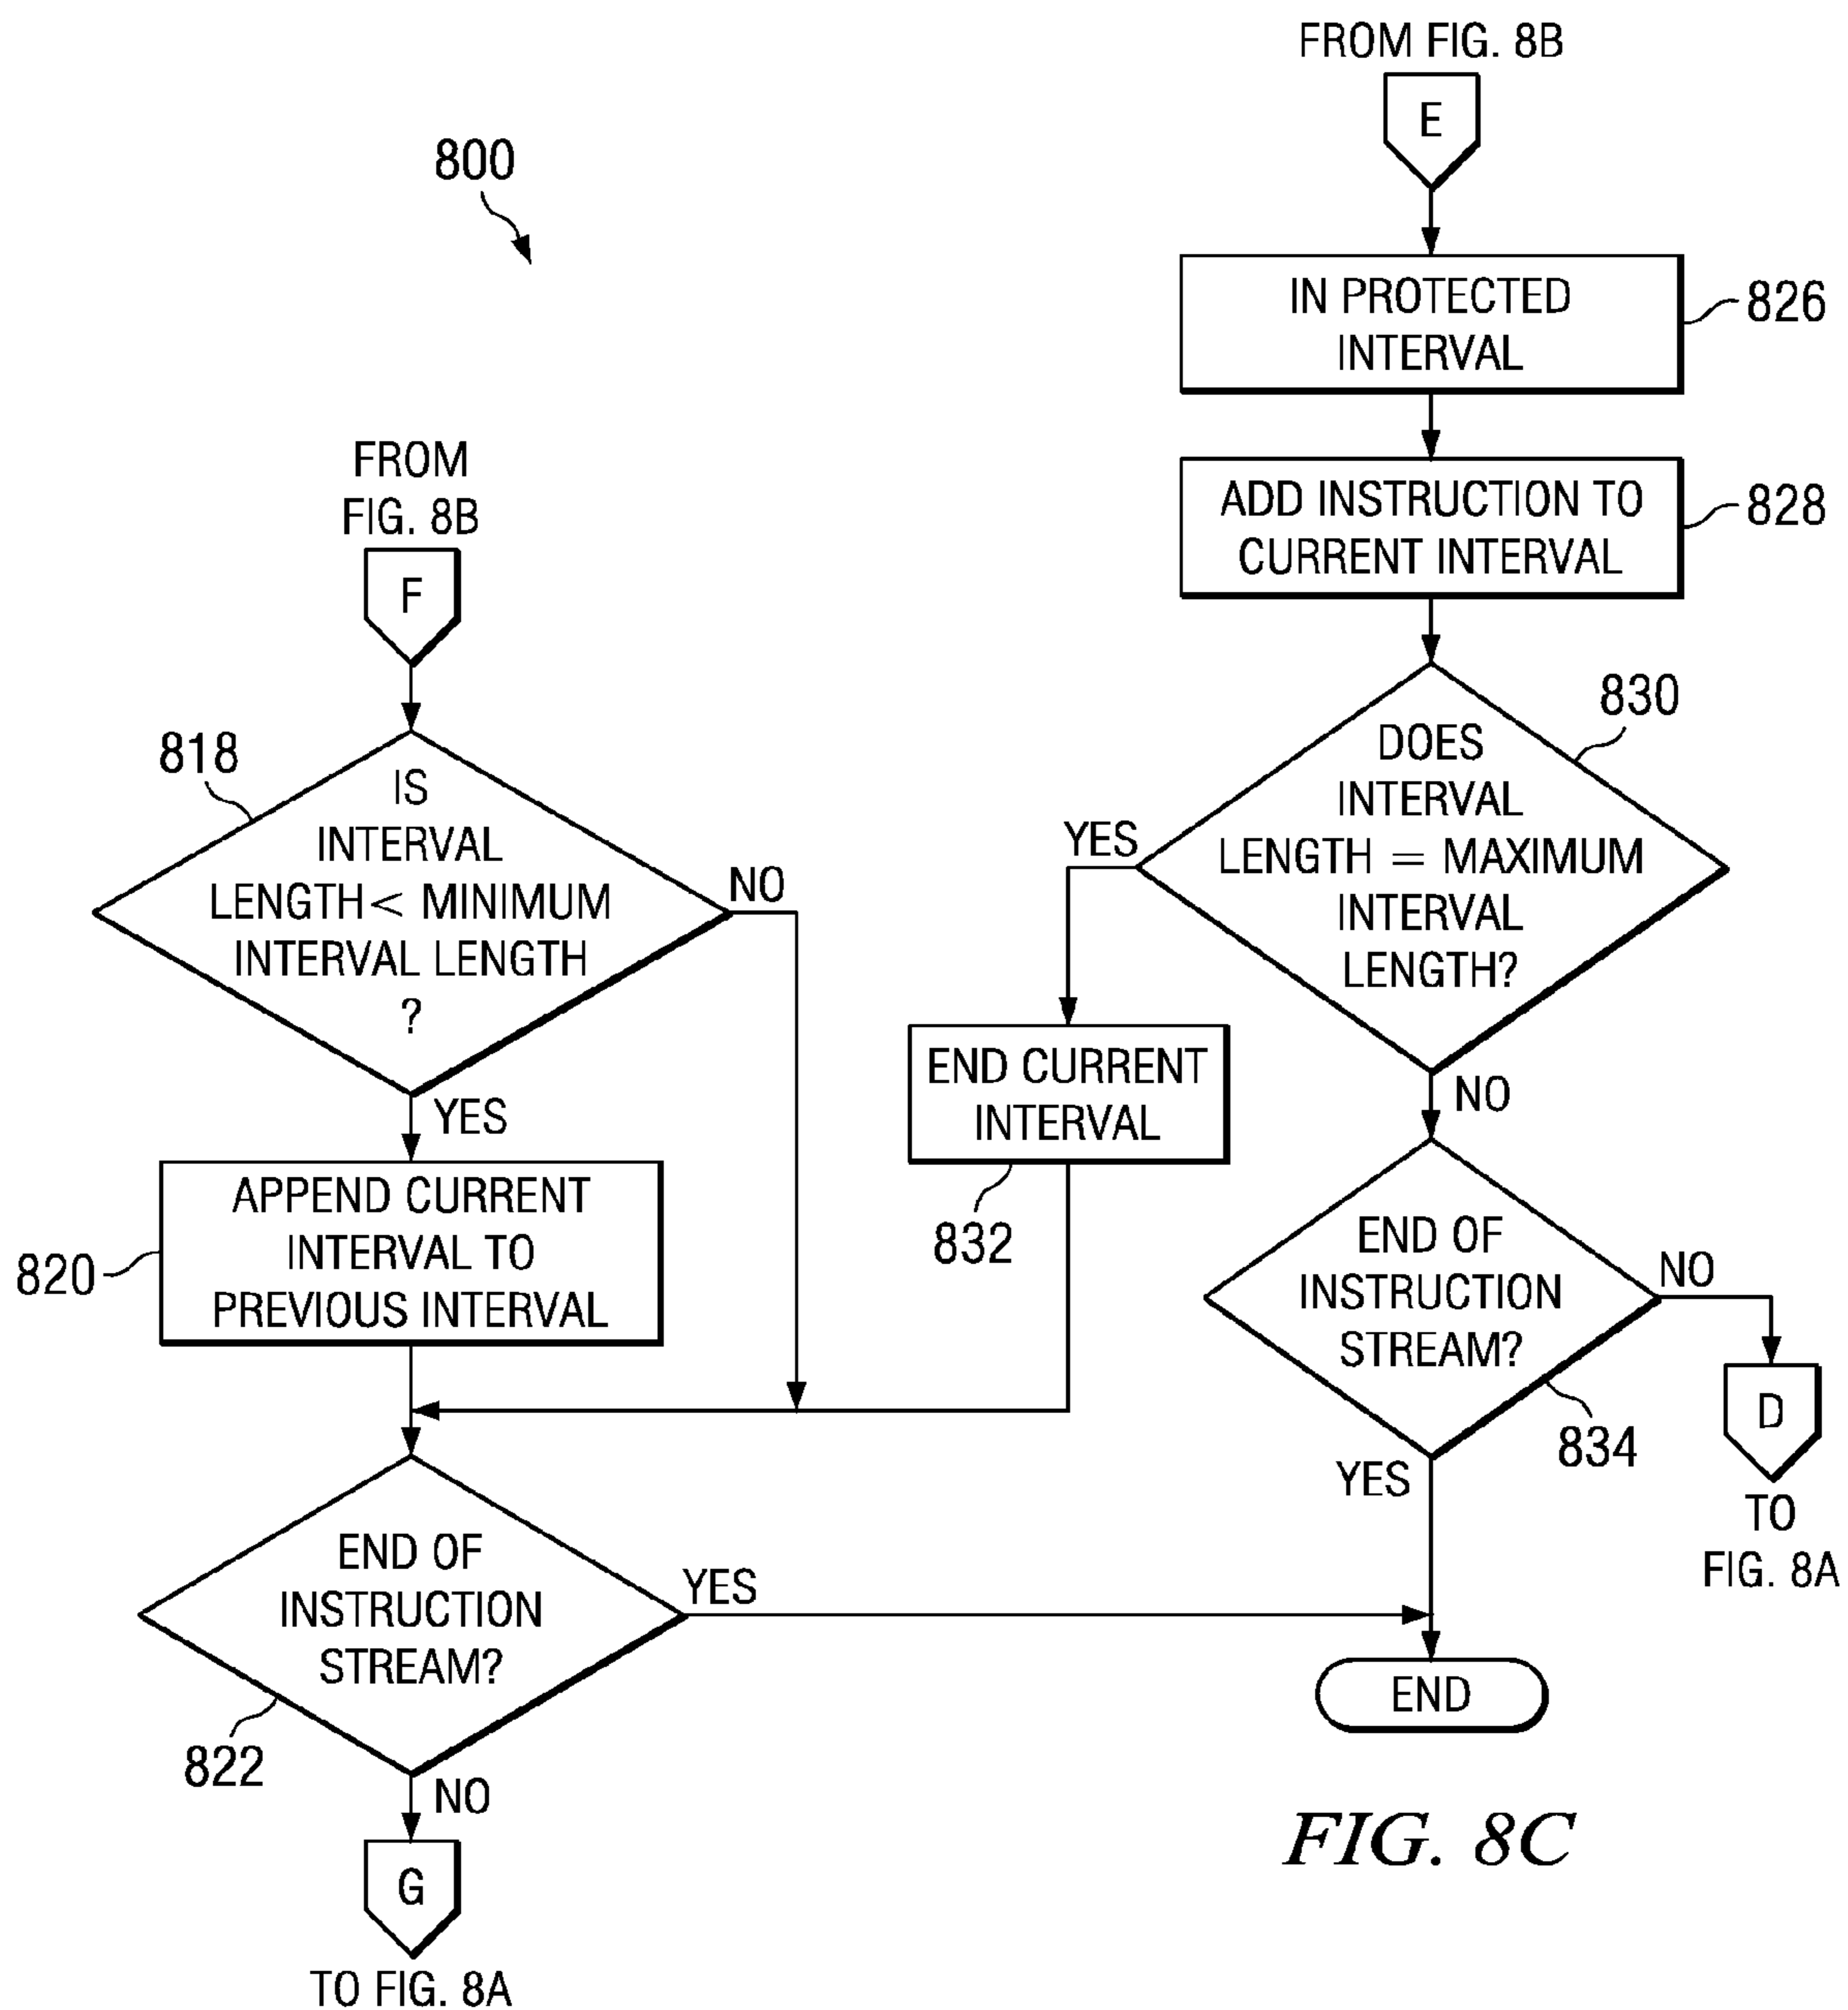 800
FROM
FIG. 8B
F
818
IS
INTERVAL
LENGTH < MINIMUM
INTERVAL LENGTH
?
NO
YES
820
APPEND CURRENT
INTERVAL TO
PREVIOUS INTERVAL
END OF
INSTRUCTION
STREAM?
YES
822
NO
G
TO FIG. 8A
FROM FIG. 8B
E
IN PROTECTED
INTERVAL
826
ADD INSTRUCTION TO
CURRENT INTERVAL
828
830
DOES
INTERVAL
LENGTH = MAXIMUM
INTERVAL
LENGTH?
YES
END CURRENT
INTERVAL
832
NO
END OF
INSTRUCTION
STREAM?
NO
834
D
TO
FIG. 8A
YES
END
FIG. 8C